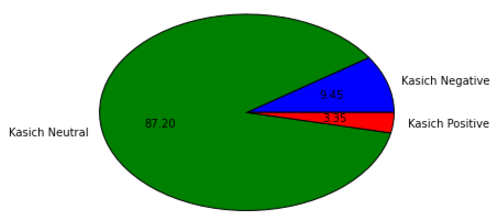 Kasich Negative
9.45
Kasich Neutral
87.20
3.35
Kasich Positive